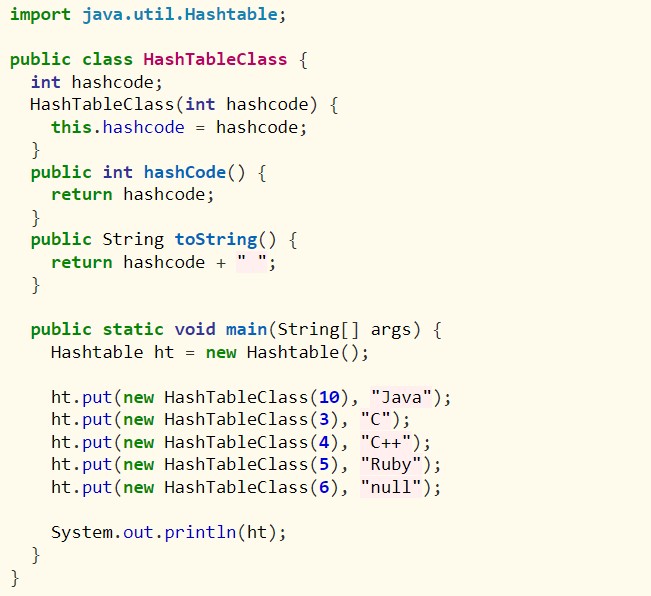 import java.util.Hashtable;
public class HashTableClass {
int hashcode;
HashTableClass(int hashcode) {
this.hashcode = hashcode;
}
public int hashCode() {
return hashcode;
}
public String toString() {
return hashcode + " ";
}
public static void main(String[] args) {
Hashtable ht = new Hashtable();
ht.put(new HashTableClass(10), "Java");
ht.put(new HashTableClass(3), "C");
ht.put(new HashTableClass(4), "C++");
ht.put(new HashTableClass(5), "Ruby");
ht.put(new HashTableClass(6), "null");
System.out.println(ht);
}
}